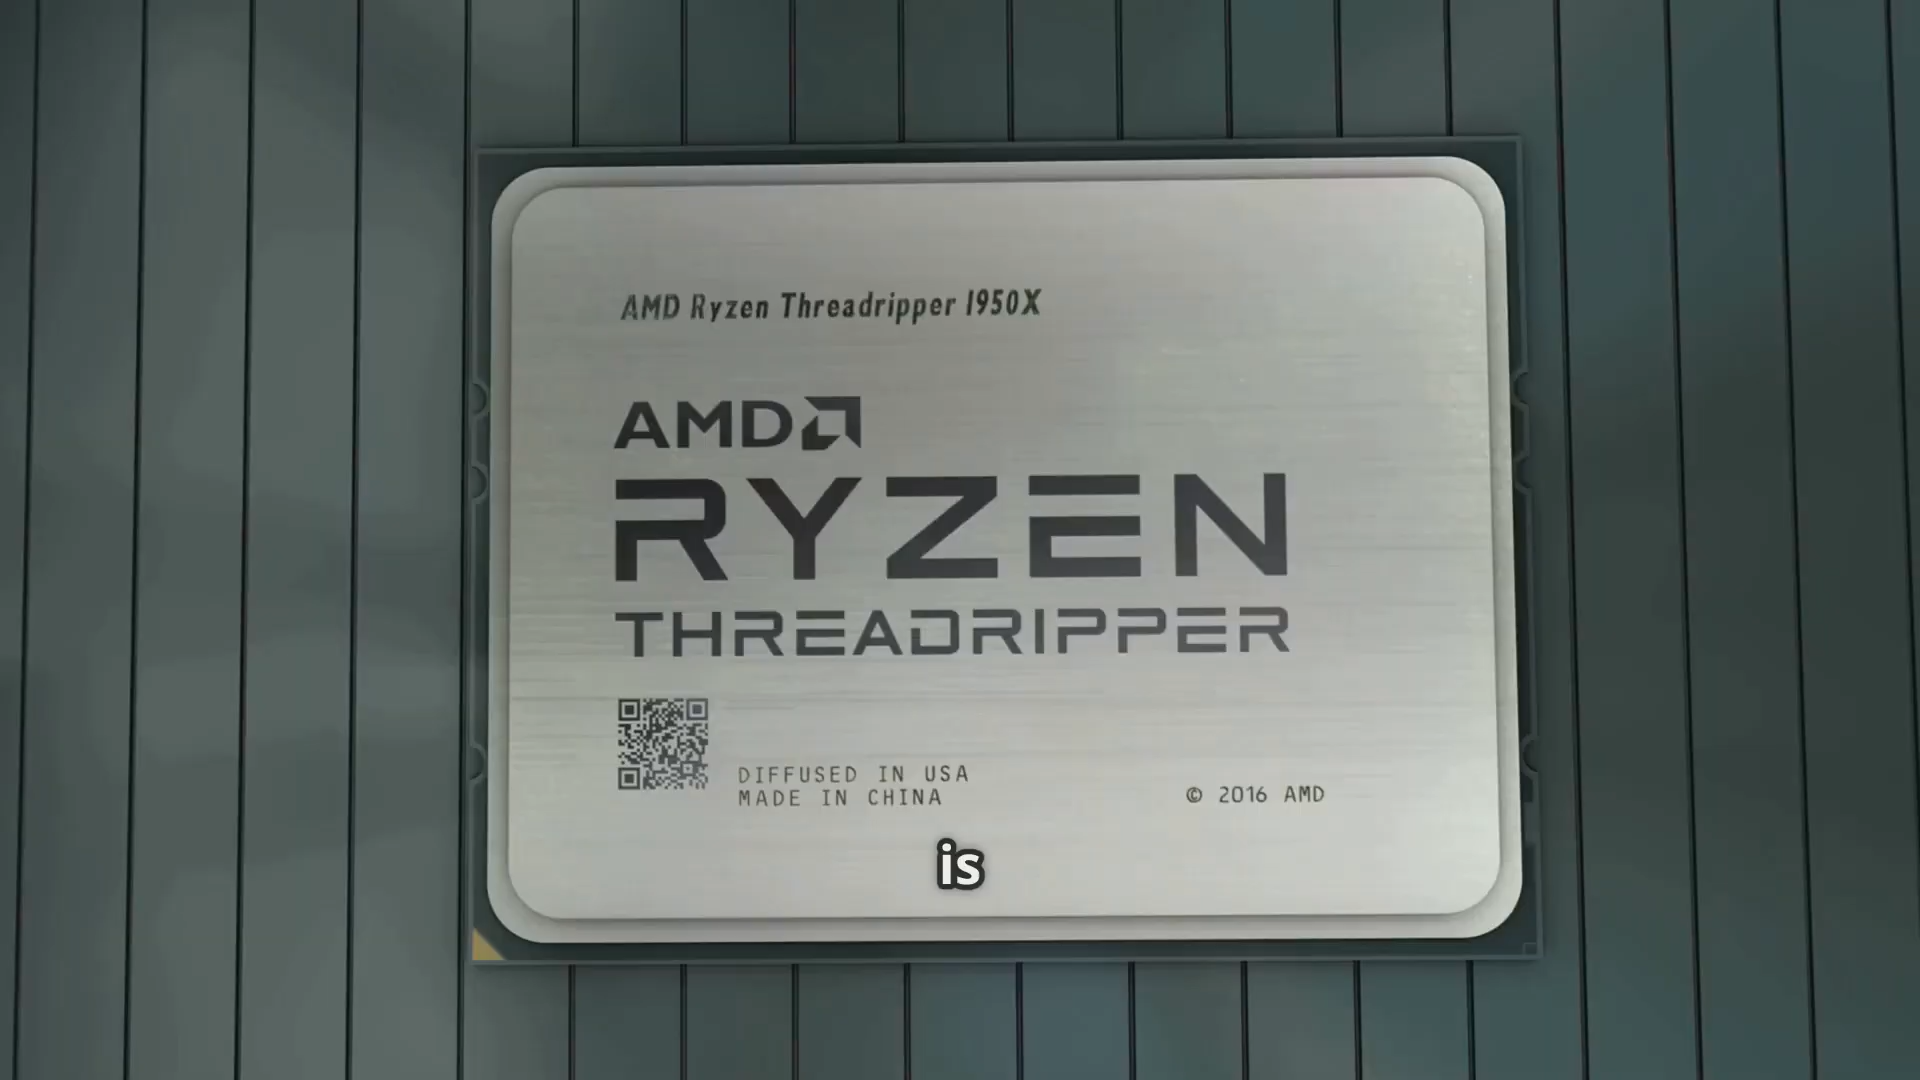 AMD Ryzen Threadripper 1950X
AMD
RYZEN
THREADRIPPER
DIFFUSED IN USA
MADE IN CHINA
© 2016 AMD
is